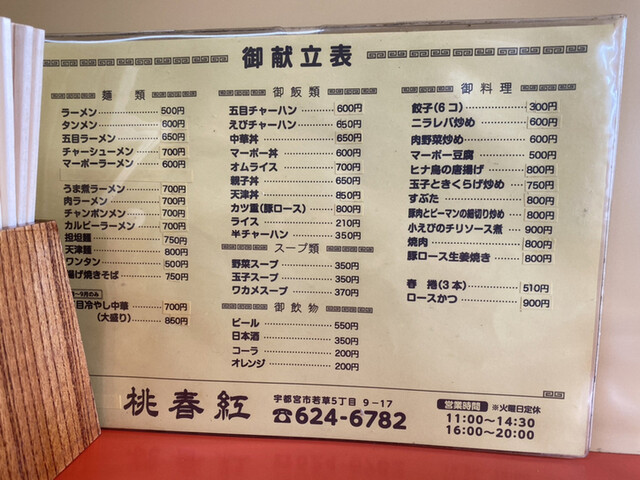 御献立表
麺類
ラーメン 500円
タンメン 600円
五目ラーメン 650円
チャーシューメン 700円
マーボーラーメン 700円
うま煮ラーメン 700円
肉ラーメン 700円
チャンポンメン 700円
カルビーラーメン 700円
担坦麺 750円
天津麺 800円
ワンタン 500円
揚げ焼きそば 750円
月のみ
目冷やし中華 700円
(大盛り) 850円
御飯類
五目チャーハン 600円
えびチャーハン 650円
中華丼 650円
マーボー丼 600円
オムライス 700円
親子丼 650円
天津丼 850円
カツ重(豚ロース) 800円
ライス 210円
半チャーハン 350円
スープ類
野菜スープ 350円
玉子スープ 350円
ワカメスープ 370円
御飲物
ビール 550円
日本酒 350円
コーラ 200円
オレンジ 200円
御料理
餃子(6コ) 300円
ニラレバ炒め 600円
肉野菜炒め 600円
マーボー豆腐 500円
ヒナ鳥の唐揚げ 800円
玉子ときくらげ炒め 750円
すぶた 800円
豚肉とピーマンの細切り炒め 800円
小えびのチリソース煮 900円
焼肉 800円
豚ロース生姜焼き 800円
春捲(3本) 510円
ロースかつ 900円
桃春紅
宇都宮市若草5丁目9-17
☎624-6782
営業時間 ※火曜日定休
11:00〜14:30
16:00〜20:00